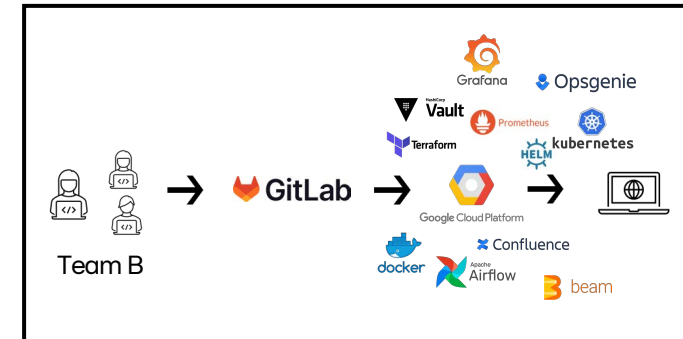 Grafana
Opsgenie
HashiCorp
Vault
Prometheus
Terraform
HELM
kubernetes
</>
</>
</>
GitLab
Google Cloud Platform
Team B
docker
Confluence
Apache
Airflow
beam